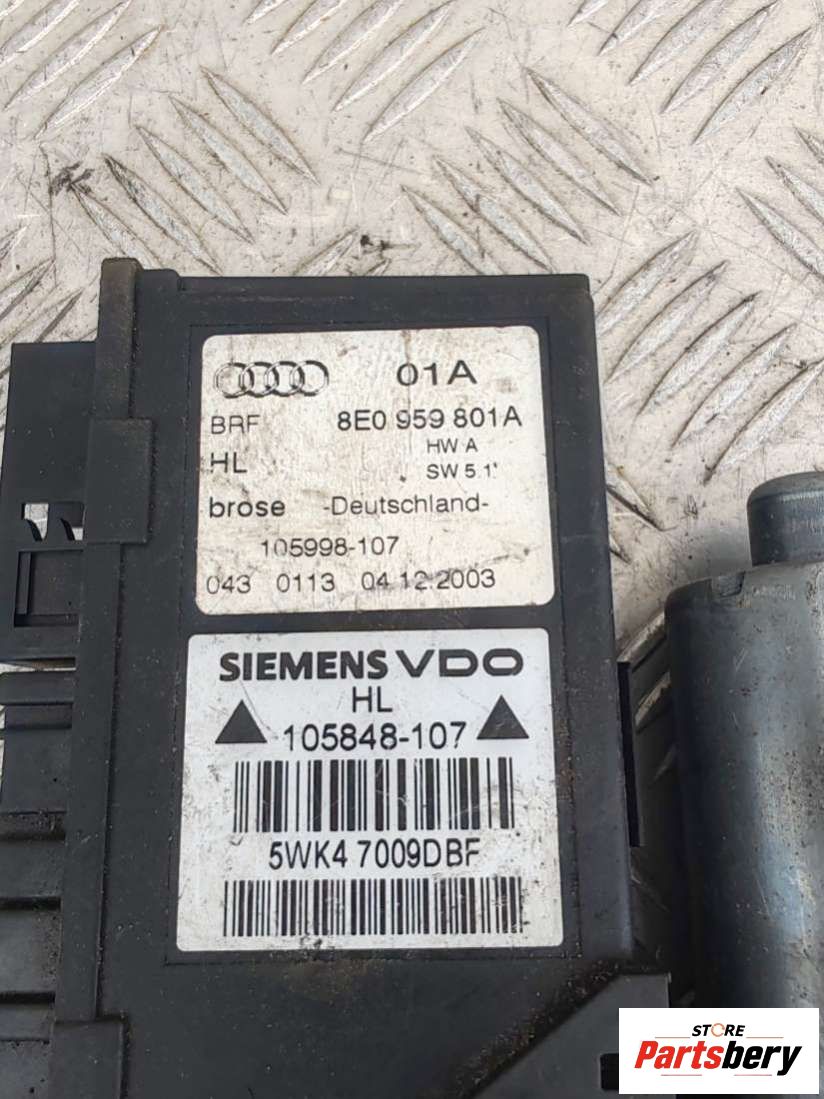 01A
BRF 8E0 959 801A
HL HW A
SW 5.1
brose -Deutschland-
105998-107
043 0113 04.12.2003
SIEMENS VDO
HL
105848-107
5WK4 7009DBF
STORE
Partsbery